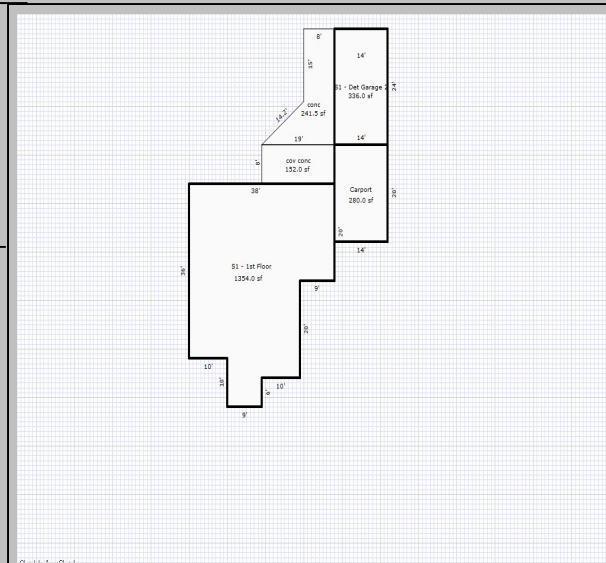 8'
14'
15'
S1 - Det Garage 2
336.0 sf
24'
conc
241.5 sf
14.2'
19'
14'
8'
cov conc
152.0 sf
38'
Carport
280.0 sf
20'
20'
14'
36'
S1 - 1st Floor
1354.0 sf
9'
20'
10'
10'
10'
6'
9'